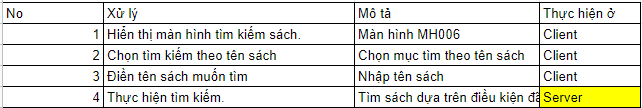 No Xử lý Mô tả Thực hiện ở
1 Hiển thị màn hình tìm kiếm sách. Màn hình MH006 Client
2 Chọn tìm kiếm theo tên sách Chọn mục tìm theo tên sách Client
3 Điền tên sách muốn tìm Nhập tên sách Client
4 Thực hiện tìm kiếm. Tìm sách dựa trên điều kiện đã Server